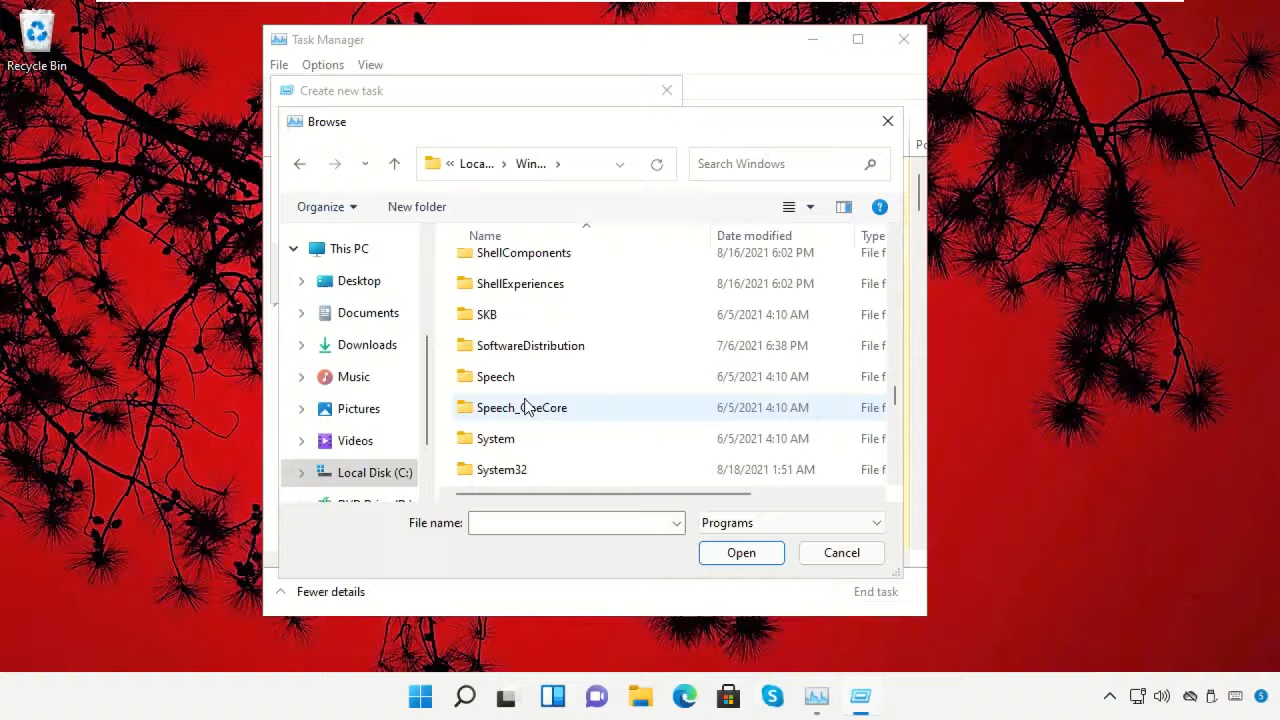 Recycle Bin
Task Manager
File Options View
Create new task
Browse
« Loca... › Win... ›
Search Windows
Organize New folder
Name Date modified Type
This PC
Desktop
Documents
Downloads
Music
Pictures
Videos
Local Disk (C:)
ShellComponents 8/16/2021 6:02 PM File f
ShellExperiences 8/16/2021 6:02 PM File f
SKB 6/5/2021 4:10 AM File f
SoftwareDistribution 7/6/2021 6:38 PM File f
Speech 6/5/2021 4:10 AM File f
Speech_OneCore 6/5/2021 4:10 AM File f
System 6/5/2021 4:10 AM File f
System32 8/18/2021 1:51 AM File f
File name: Programs
Open Cancel
Fewer details End task
5